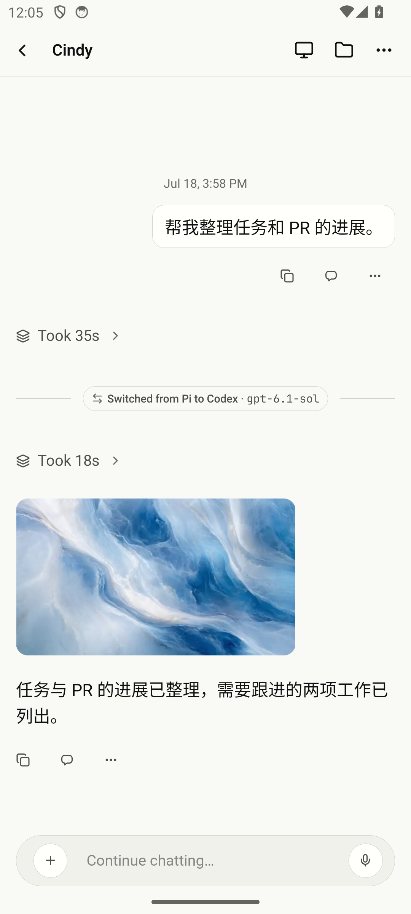 12:05
Cindy
Jul 18, 3:58 PM
帮我整理任务和 PR 的进展。
Took 35s
Switched from Pi to Codex · gpt-6.1-sol
Took 18s
任务与 PR 的进展已整理，需要跟进的两项工作已
列出。
Continue chatting…